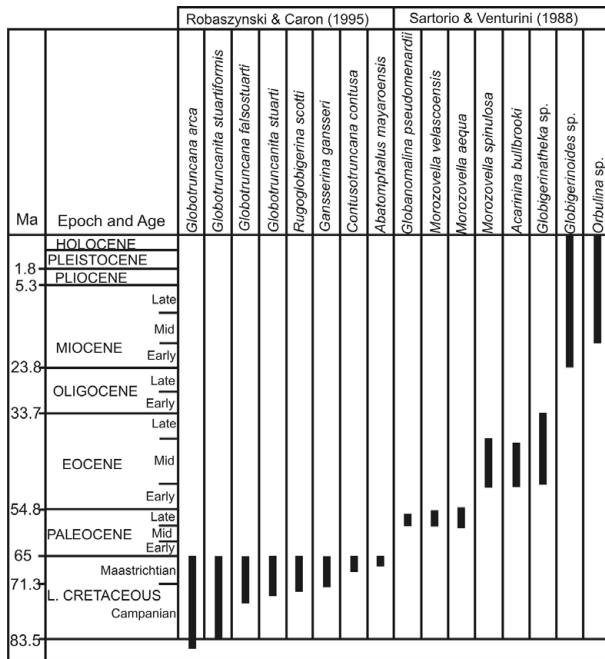 Robaszynski & Caron (1995)
Sartorio & Venturini (1988)
Ma
Epoch and Age
Globotruncana arca
Globotruncanita stuartiformis
Globotruncana falsostuarti
Globotruncanita stuarti
Rugoglobigerina scotti
Gansserina gansseri
Contusotruncana contusa
Abatomphalus mayaroensis
Globanomalina pseudomenardii
Morozovella velascoensis
Morozovella aequa
Morozovella spinulosa
Acarinina bullbrooki
Globigerinatheka sp.
Globigerinoides sp.
Orbulina sp.
HOLOCENE
PLEISTOCENE
1.8
PLIOCENE
5.3
Late
Mid
MIOCENE
Early
23.8
Late
OLIGOCENE
Early
33.7
Late
EOCENE
Mid
Early
54.8
Late
PALEOCENE
Mid
Early
65
Maastrichtian
71.3
L. CRETACEOUS
Campanian
83.5